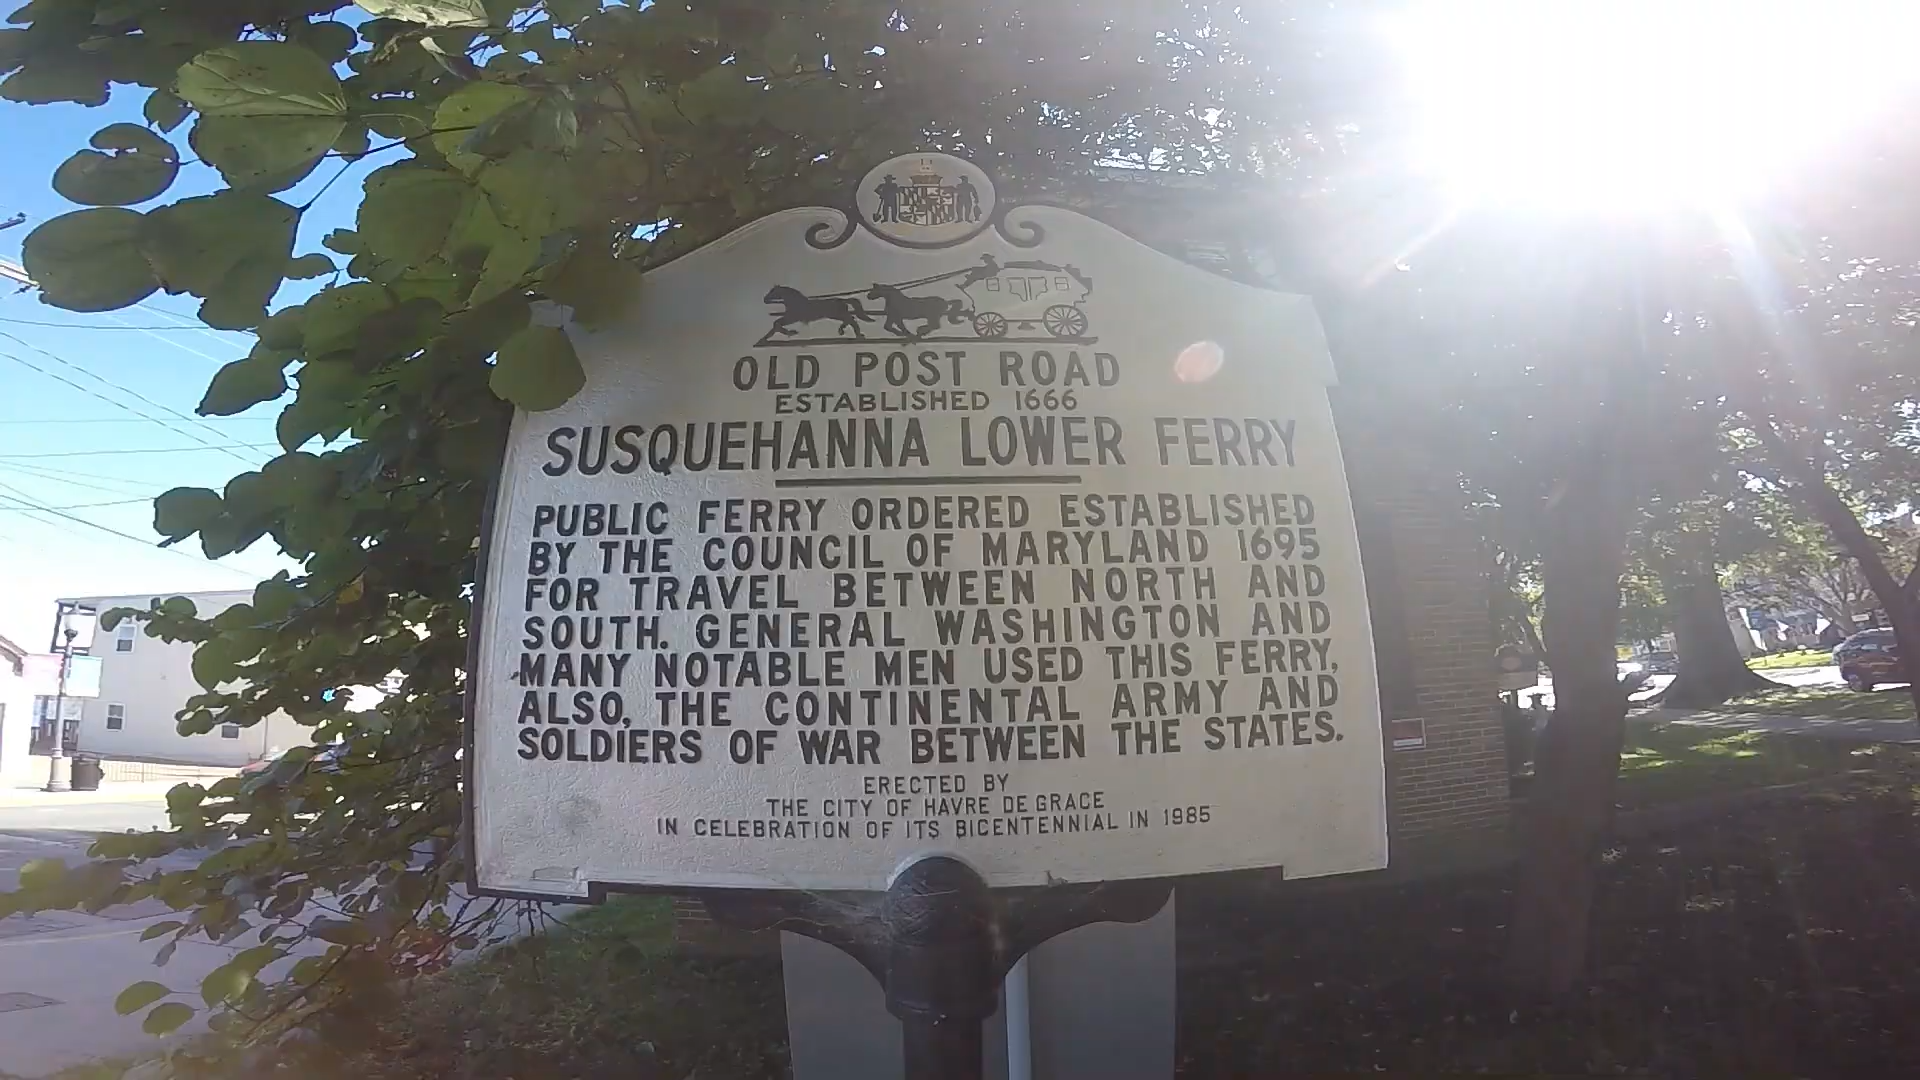 OLD POST ROAD
ESTABLISHED 1666
SUSQUEHANNA LOWER FERRY
PUBLIC FERRY ORDERED ESTABLISHED
BY THE COUNCIL OF MARYLAND 1695
FOR TRAVEL BETWEEN NORTH AND
SOUTH. GENERAL WASHINGTON AND
MANY NOTABLE MEN USED THIS FERRY,
ALSO, THE CONTINENTAL ARMY AND
SOLDIERS OF WAR BETWEEN THE STATES.
ERECTED BY
THE CITY OF HAVRE DE GRACE
IN CELEBRATION OF ITS BICENTENNIAL IN 1985